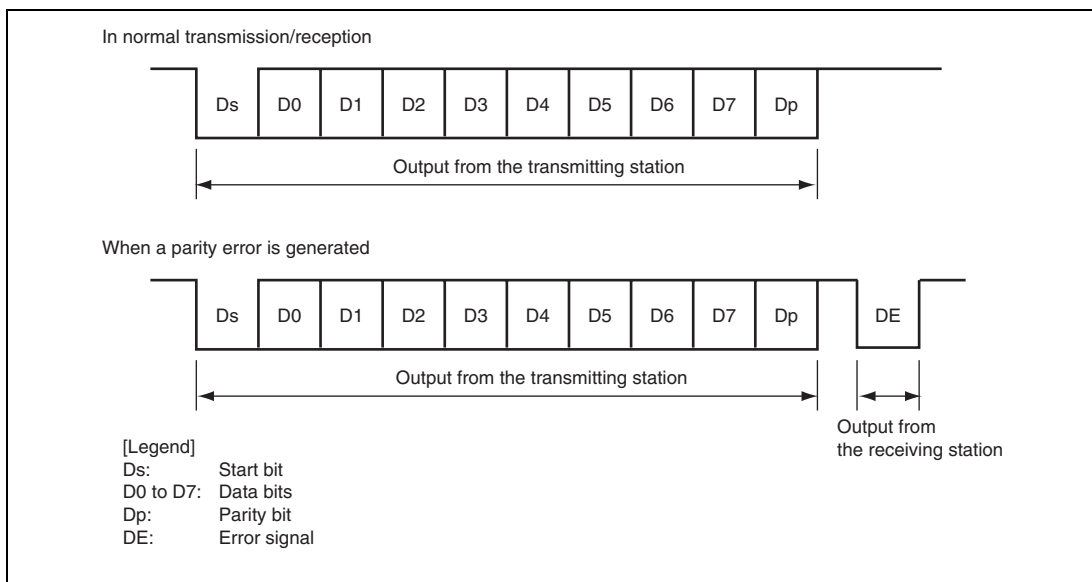 In normal transmission/reception
Ds D0 D1 D2 D3 D4 D5 D6 D7 Dp
Output from the transmitting station
When a parity error is generated
Ds D0 D1 D2 D3 D4 D5 D6 D7 Dp DE
Output from the transmitting station
Output from
the receiving station
[Legend]
Ds: Start bit
D0 to D7: Data bits
Dp: Parity bit
DE: Error signal